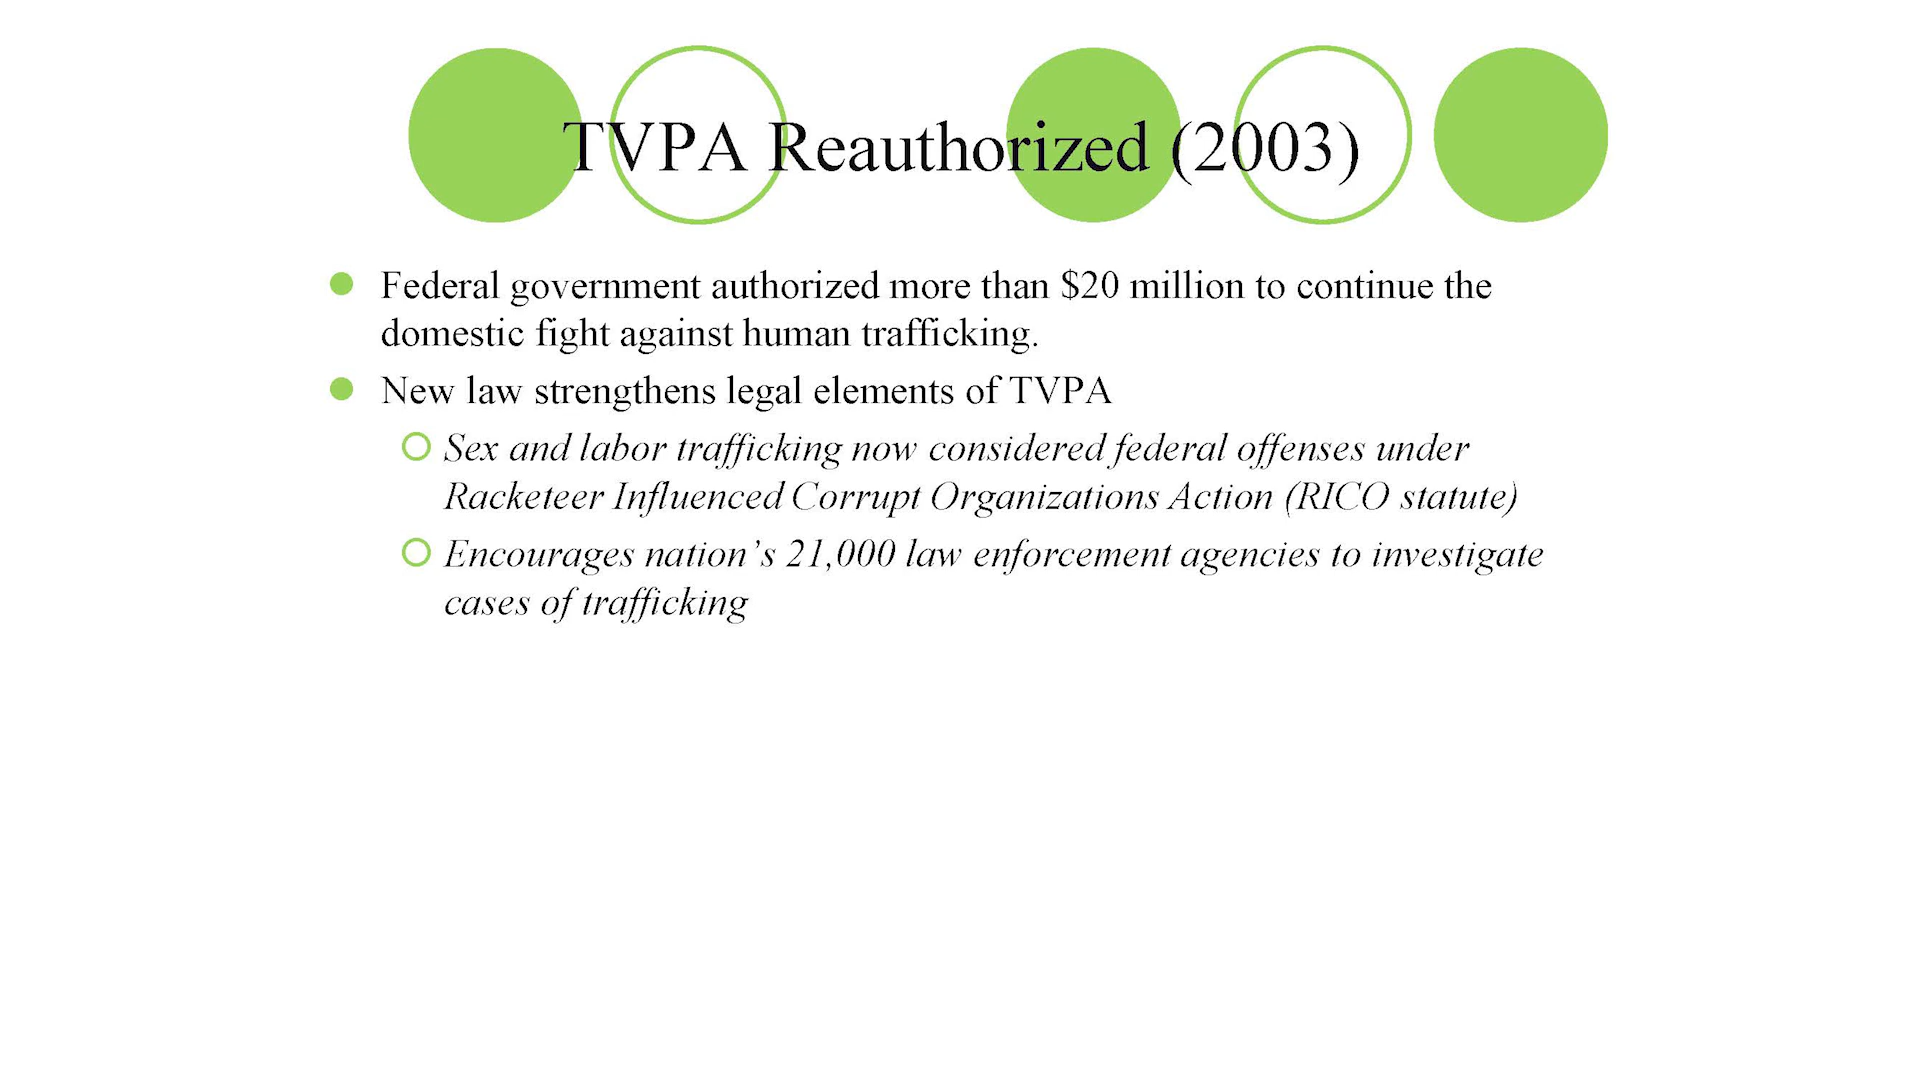 TVPA Reauthorized (2003)
Federal government authorized more than $20 million to continue the
domestic fight against human trafficking.
New law strengthens legal elements of TVPA
Sex and labor trafficking now considered federal offenses under
Racketeer Influenced Corrupt Organizations Action (RICO statute)
Encourages nation’s 21,000 law enforcement agencies to investigate
cases of trafficking